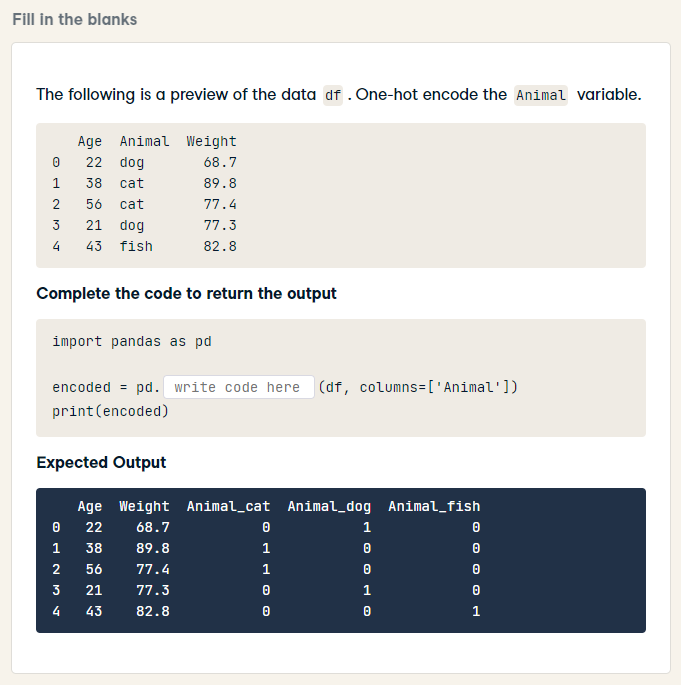 Fill in the blanks
The following is a preview of the data df . One-hot encode the Animal variable.
   Age  Animal  Weight
0   22  dog       68.7
1   38  cat       89.8
2   56  cat       77.4
3   21  dog       77.3
4   43  fish      82.8
Complete the code to return the output
import pandas as pd
encoded = pd. write code here (df, columns=['Animal'])
print(encoded)
Expected Output
   Age  Weight  Animal_cat  Animal_dog  Animal_fish
0   22    68.7           0           1            0
1   38    89.8           1           0            0
2   56    77.4           1           0            0
3   21    77.3           0           1            0
4   43    82.8           0           0            1